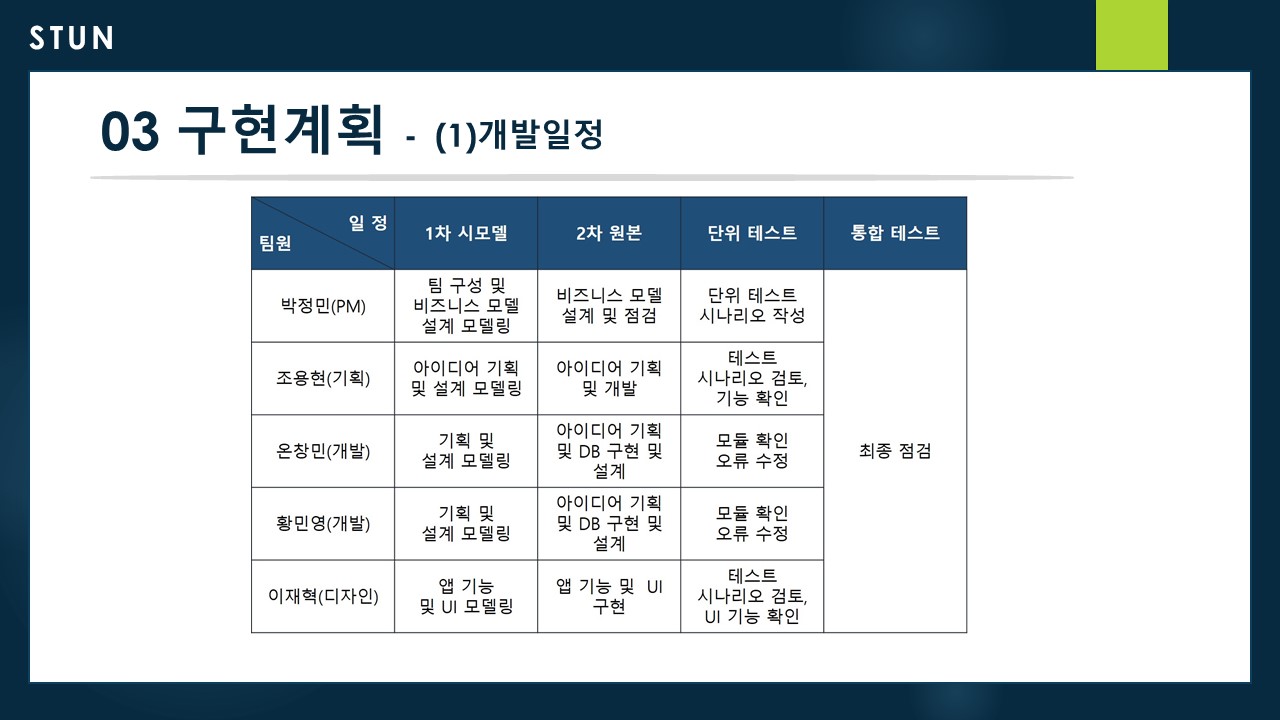 STUN
03 구현계획 - (1)개발일정
일 정
팀원
1차 시모델
2차 원본
단위 테스트
통합 테스트
박정민(PM)
팀 구성 및
비즈니스 모델
설계 모델링
비즈니스 모델
설계 및 점검
단위 테스트
시나리오 작성
조용현(기획)
아이디어 기획
및 설계 모델링
아이디어 기획
및 개발
테스트
시나리오 검토,
기능 확인
온창민(개발)
기획 및
설계 모델링
아이디어 기획
및 DB 구현 및
설계
모듈 확인
오류 수정
최종 점검
황민영(개발)
기획 및
설계 모델링
아이디어 기획
및 DB 구현 및
설계
모듈 확인
오류 수정
이재혁(디자인)
앱 기능
및 UI 모델링
앱 기능 및 UI
구현
테스트
시나리오 검토,
UI 기능 확인